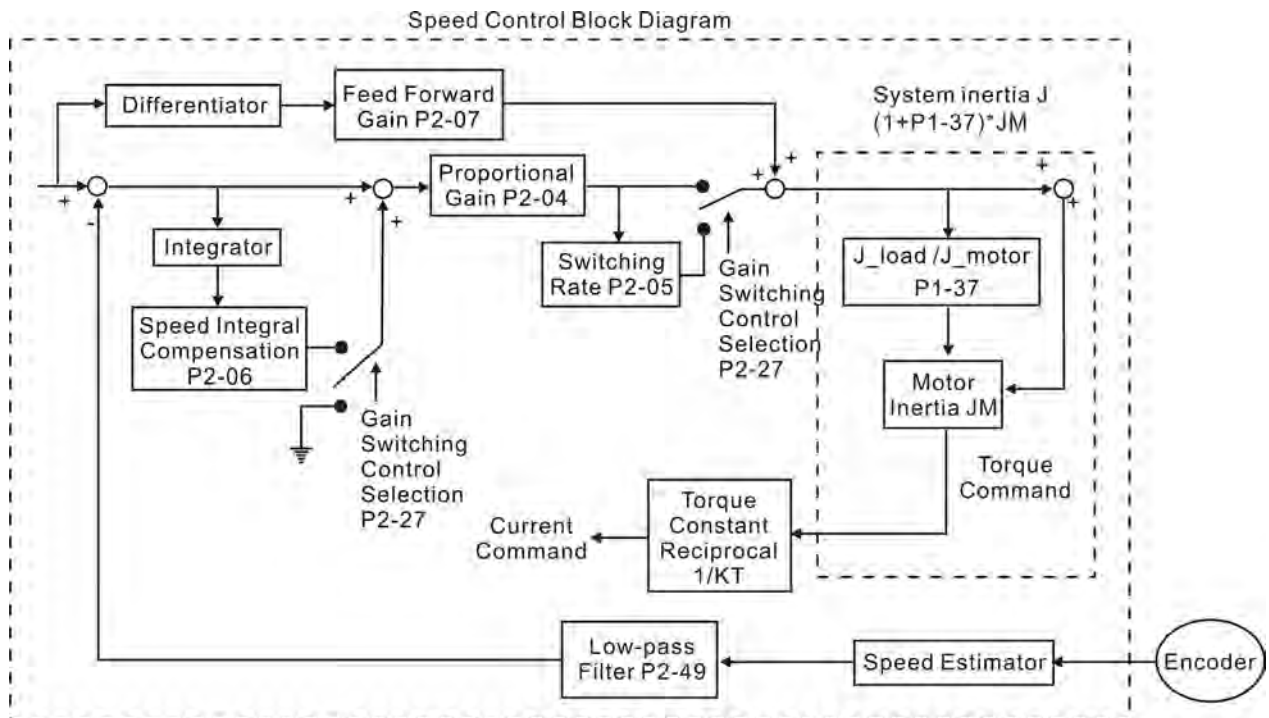 Speed Control Block Diagram
Differentiator
Feed Forward
Gain P2-07
System inertia J
(1+P1-37)*JM
+
-
+
+
Proportional
Gain P2-04
+
+
+
+
Integrator
Switching
Rate P2-05
Gain
Switching
Control
Selection
P2-27
J_load /J_motor
P1-37
Speed Integral
Compensation
P2-06
Motor
Inertia JM
Gain
Switching
Control
Selection
P2-27
Torque
Command
Current
Command
Torque
Constant
Reciprocal
1/KT
Low-pass
Filter P2-49
Speed Estimator
Encoder